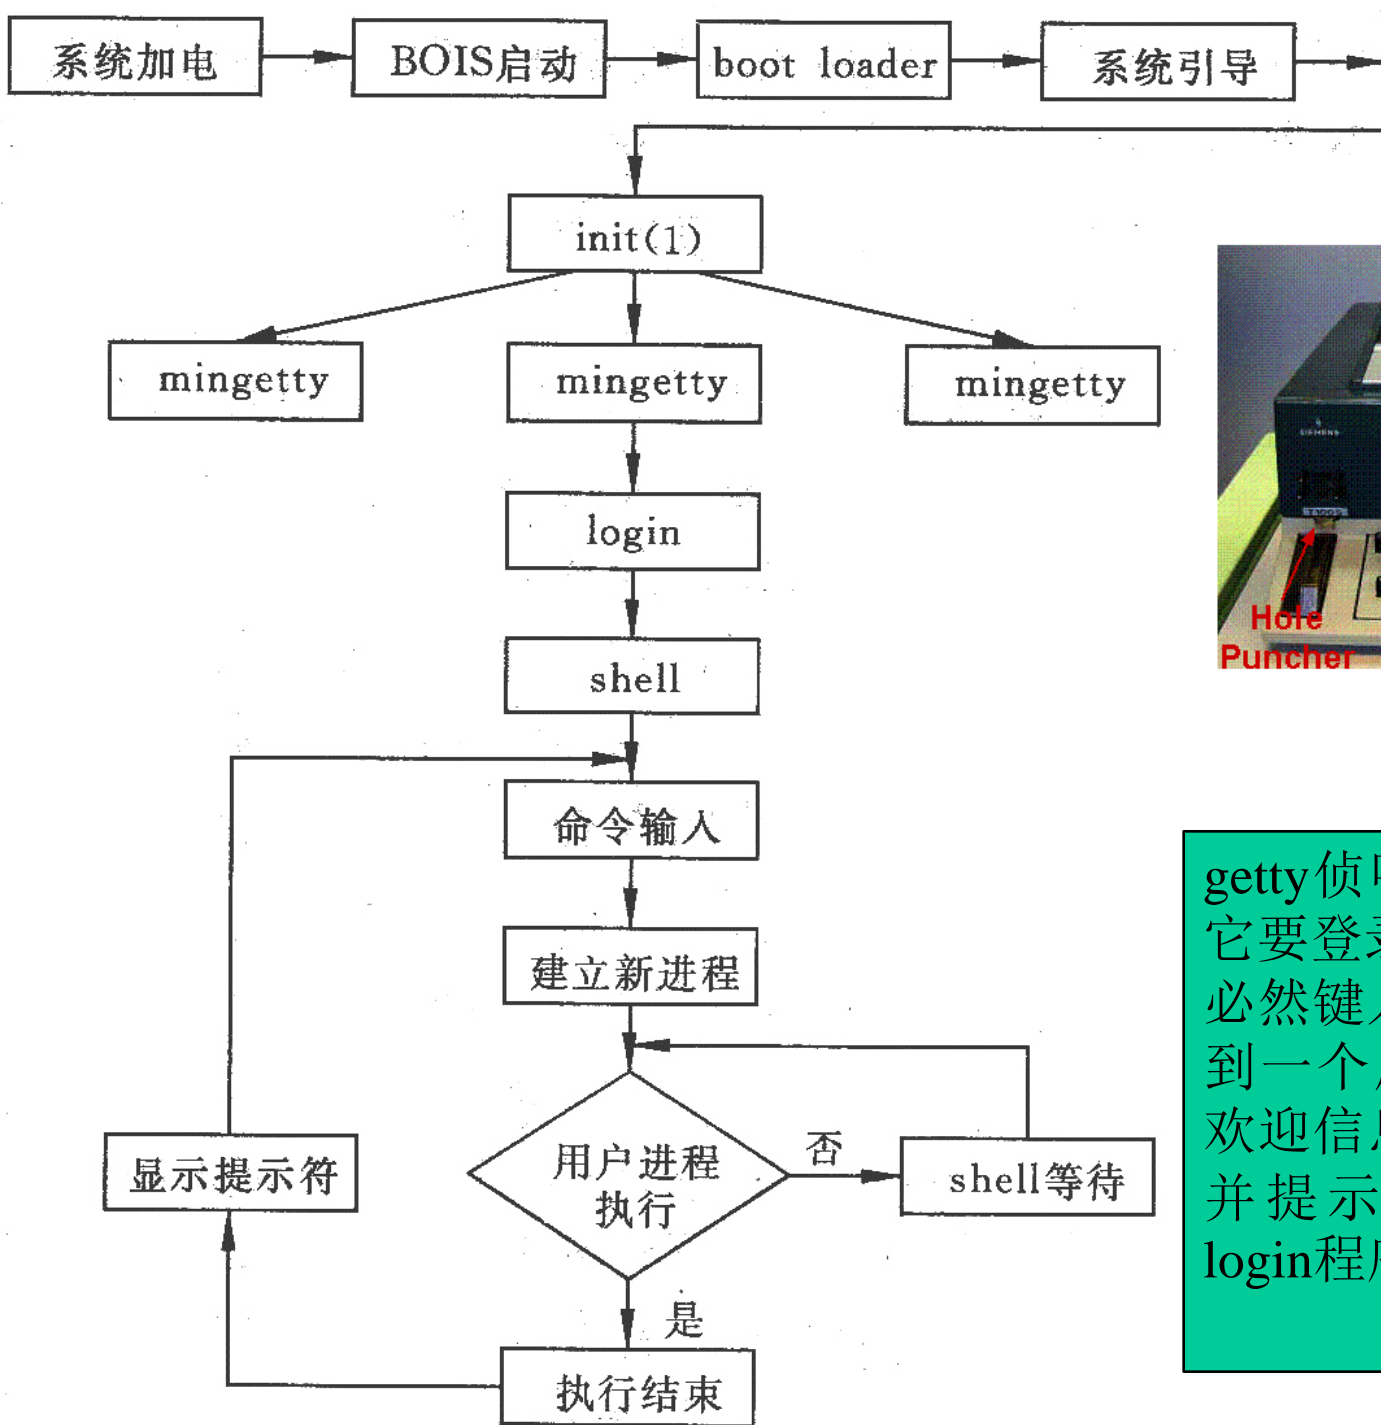 系统加电
BOIS启动
boot loader
系统引导
init(1)
mingetty
mingetty
mingetty
SIEMENS
login
Hole
Puncher
shell
命令输入
getty侦
它要登录
必然键
到一个
欢迎信息
并提示
login程
建立新进程
用户进程
执行
否
shell等待
显示提示符
是
执行结束